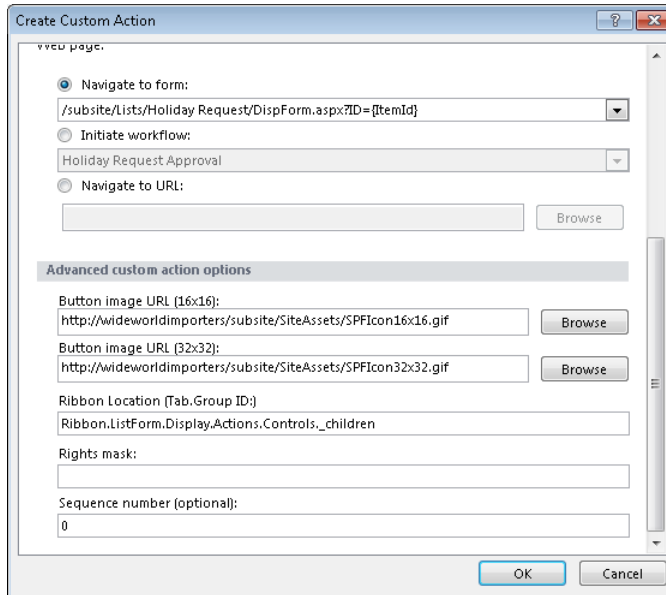 Create Custom Action
Web page.
Navigate to form:
/subsite/Lists/Holiday Request/DispForm.aspx?ID={ItemId}
Initiate workflow:
Holiday Request Approval
Navigate to URL:
Browse
Advanced custom action options
Button image URL (16x16):
http://wideworldimporters/subsite/SiteAssets/SPFIcon16x16.gif
Browse
Button image URL (32x32):
http://wideworldimporters/subsite/SiteAssets/SPFIcon32x32.gif
Browse
Ribbon Location (Tab.Group ID:)
Ribbon.ListForm.Display.Actions.Controls._children
Rights mask:
Sequence number (optional):
0
OK
Cancel